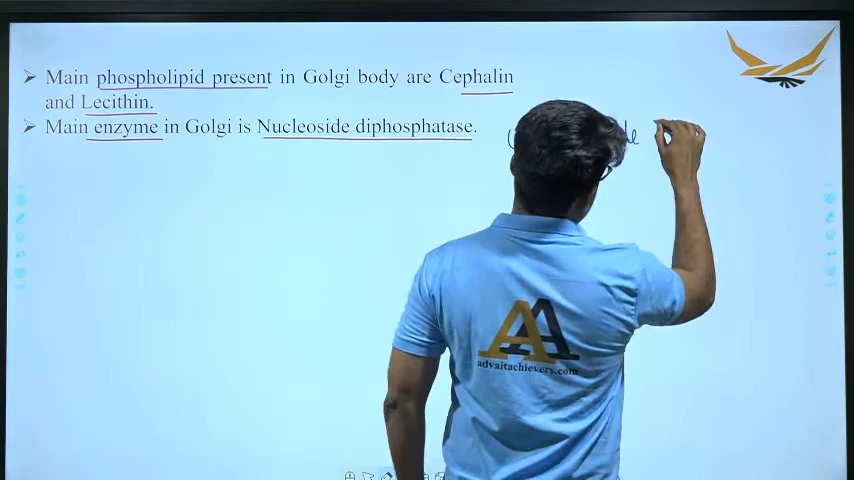 Main phospholipid present in Golgi body are Cephalin
and Lecithin.
Main enzyme in Golgi is Nucleoside diphosphatase.
AA
advaitachievers.com